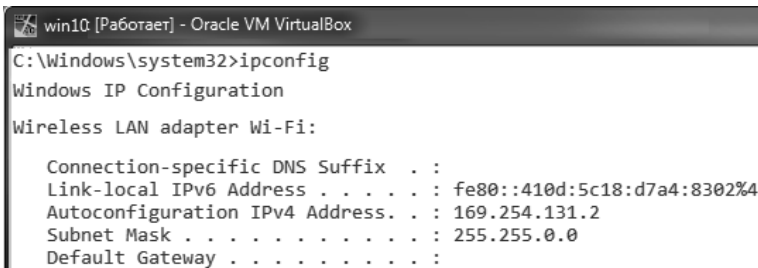 win10: [Работает] - Oracle VM VirtualBox
C:\Windows\system32>ipconfig
Windows IP Configuration
Wireless LAN adapter Wi-Fi:
Connection-specific DNS Suffix . :
Link-local IPv6 Address . . . . . : fe80::410d:5c18:d7a4:8302%4
Autoconfiguration IPv4 Address. . : 169.254.131.2
Subnet Mask . . . . . . . . . . . : 255.255.0.0
Default Gateway . . . . . . . . . :